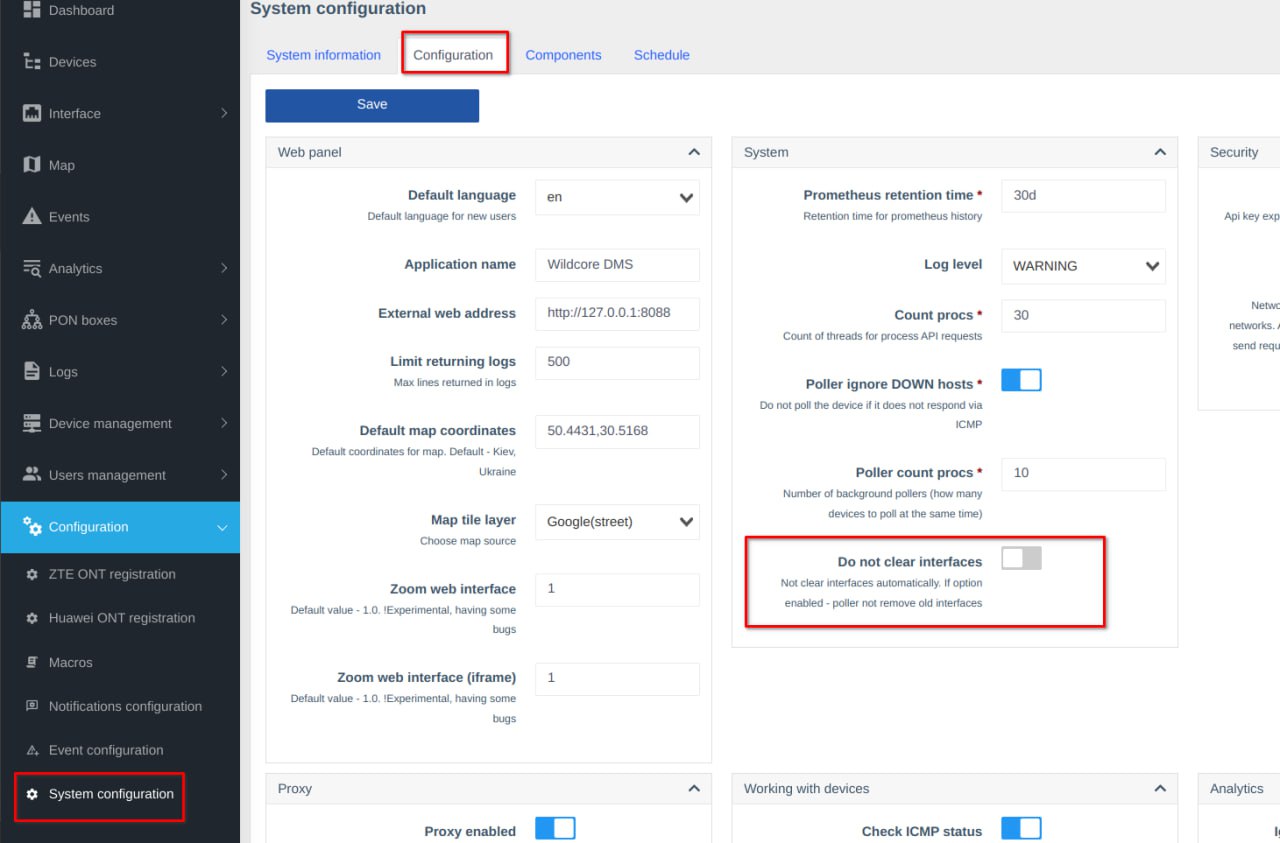 Dashboard
Devices
Interface
Map
Events
Analytics
PON boxes
Logs
Device management
Users management
Configuration
ZTE ONT registration
Huawei ONT registration
Macros
Notifications configuration
Event configuration
System configuration
System configuration
System information
Configuration
Components
Schedule
Save
Web panel
Default language
en
Default language for new users
Application name
Wildcore DMS
External web address
http://127.0.0.1:8088
Limit returning logs
500
Max lines returned in logs
Default map coordinates
50.4431,30.5168
Default coordinates for map. Default - Kiev,
Ukraine
Map tile layer
Google(street)
Choose map source
Zoom web interface
1
Default value - 1.0. !Experimental, having some
bugs
Zoom web interface (iframe)
1
Default value - 1.0. !Experimental, having some
bugs
System
Prometheus retention time *
30d
Retention time for prometheus history
Log level
WARNING
Count procs *
30
Count of threads for process API requests
Poller ignore DOWN hosts *
Do not poll the device if it does not respond via
ICMP
Poller count procs *
10
Number of background pollers (how many
devices to poll at the same time)
Do not clear interfaces
Not clear interfaces automatically. If option
enabled - poller not remove old interfaces
Security
Api key exp
Netwo
networks. A
send requ
Proxy
Proxy enabled
Working with devices
Check ICMP status
Analytics